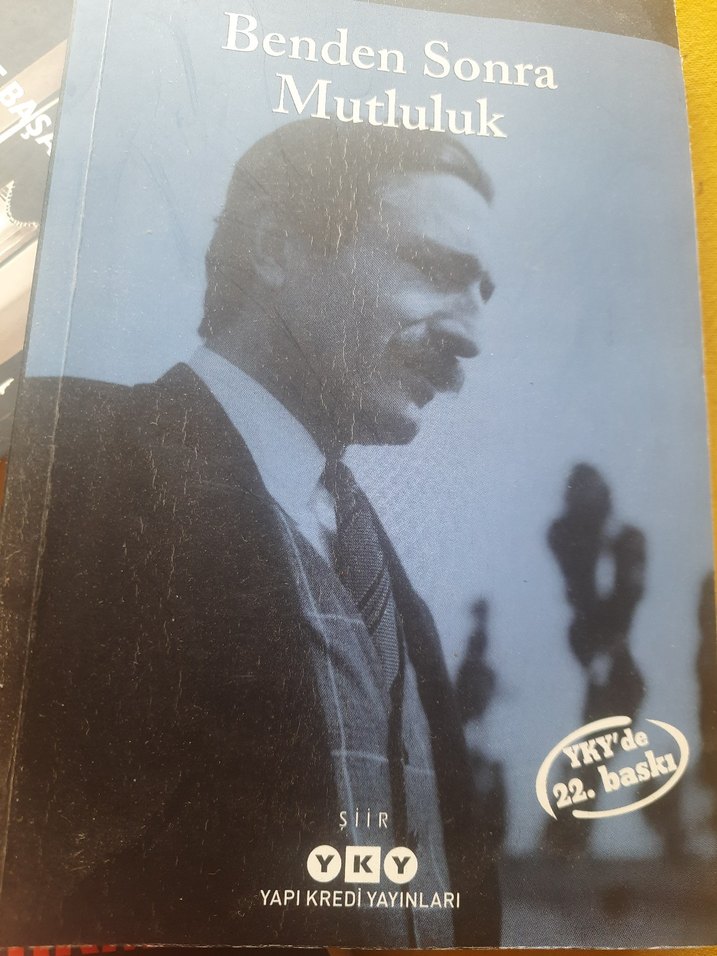 Benden Sonra
Mutluluk
YKY'de
22. baskı
ŞİİR
YKY
YAPI KREDİ YAYINLARI